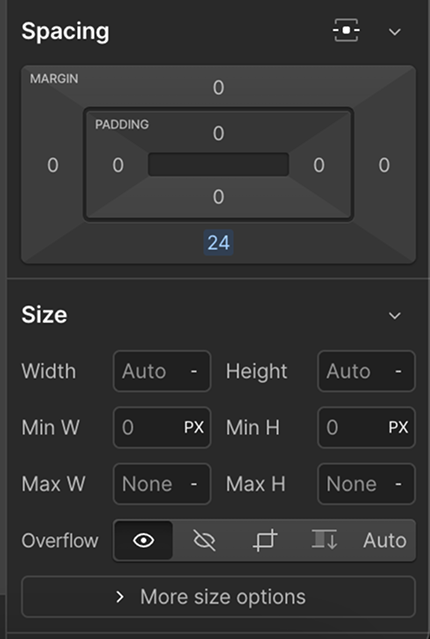 Spacing
MARGIN
0
PADDING
0
0 0 0 0
0
24
Size
Width Auto - Height Auto -
Min W 0 PX Min H 0 PX
Max W None - Max H None -
Overflow Auto
More size options